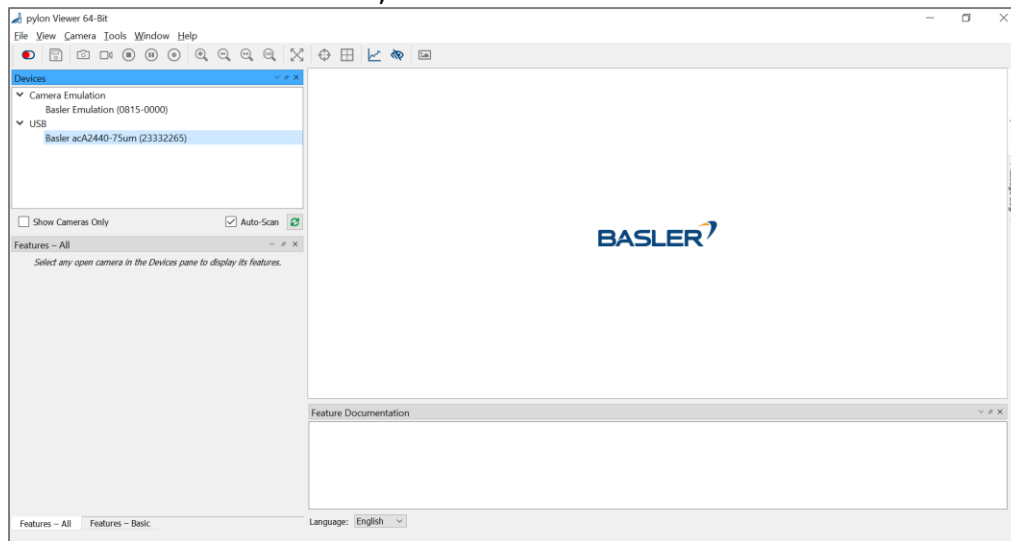 pylon Viewer 64-Bit
File View Camera Tools Window Help
Devices
Camera Emulation
Basler Emulation (0815-0000)
USB
Basler acA2440-75um (23332265)
Show Cameras Only Auto-Scan
Features – All
Select any open camera in the Devices pane to display its features.
BASLER
Feature Documentation
Features – All Features – Basic
Language: English